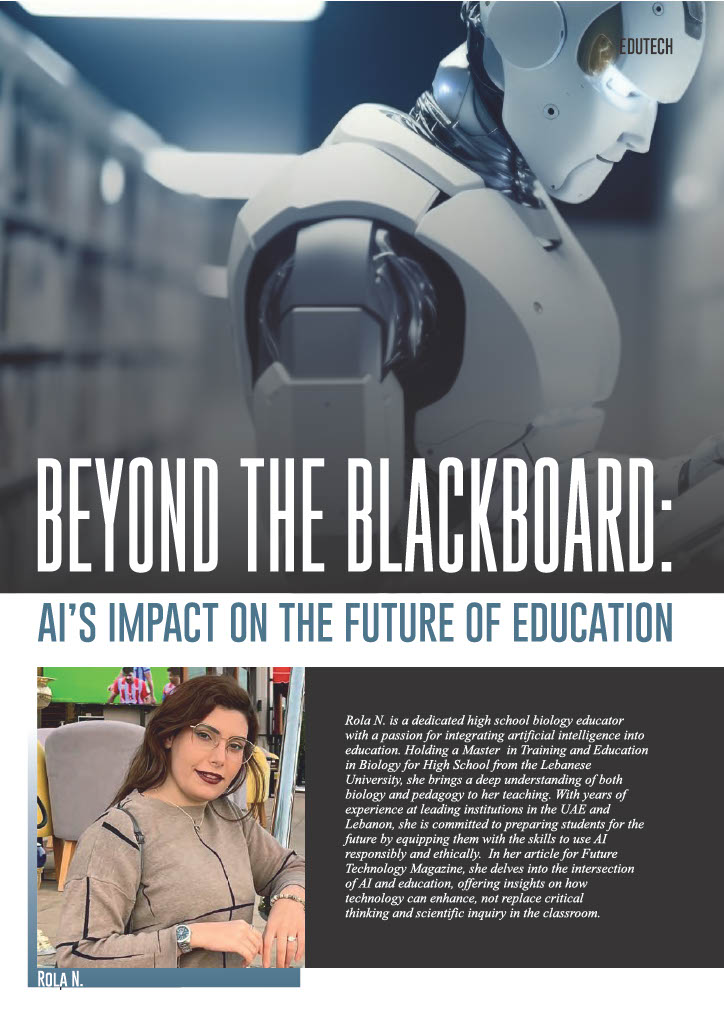 EDUTECH
BEYOND THE BLACKBOARD:
AI'S IMPACT ON THE FUTURE OF EDUCATION
Rola N. is a dedicated high school biology educator
with a passion for integrating artificial intelligence into
education. Holding a Master  in Training and Education
in Biology for High School from the Lebanese
University, she brings a deep understanding of both
biology and pedagogy to her teaching. With years of
experience at leading institutions in the UAE and
Lebanon, she is committed to preparing students for the
future by equipping them with the skills to use AI
responsibly and ethically.  In her article for Future
Technology Magazine, she delves into the intersection
of AI and education, offering insights on how
technology can enhance, not replace critical
thinking and scientific inquiry in the classroom.
ROLA N.